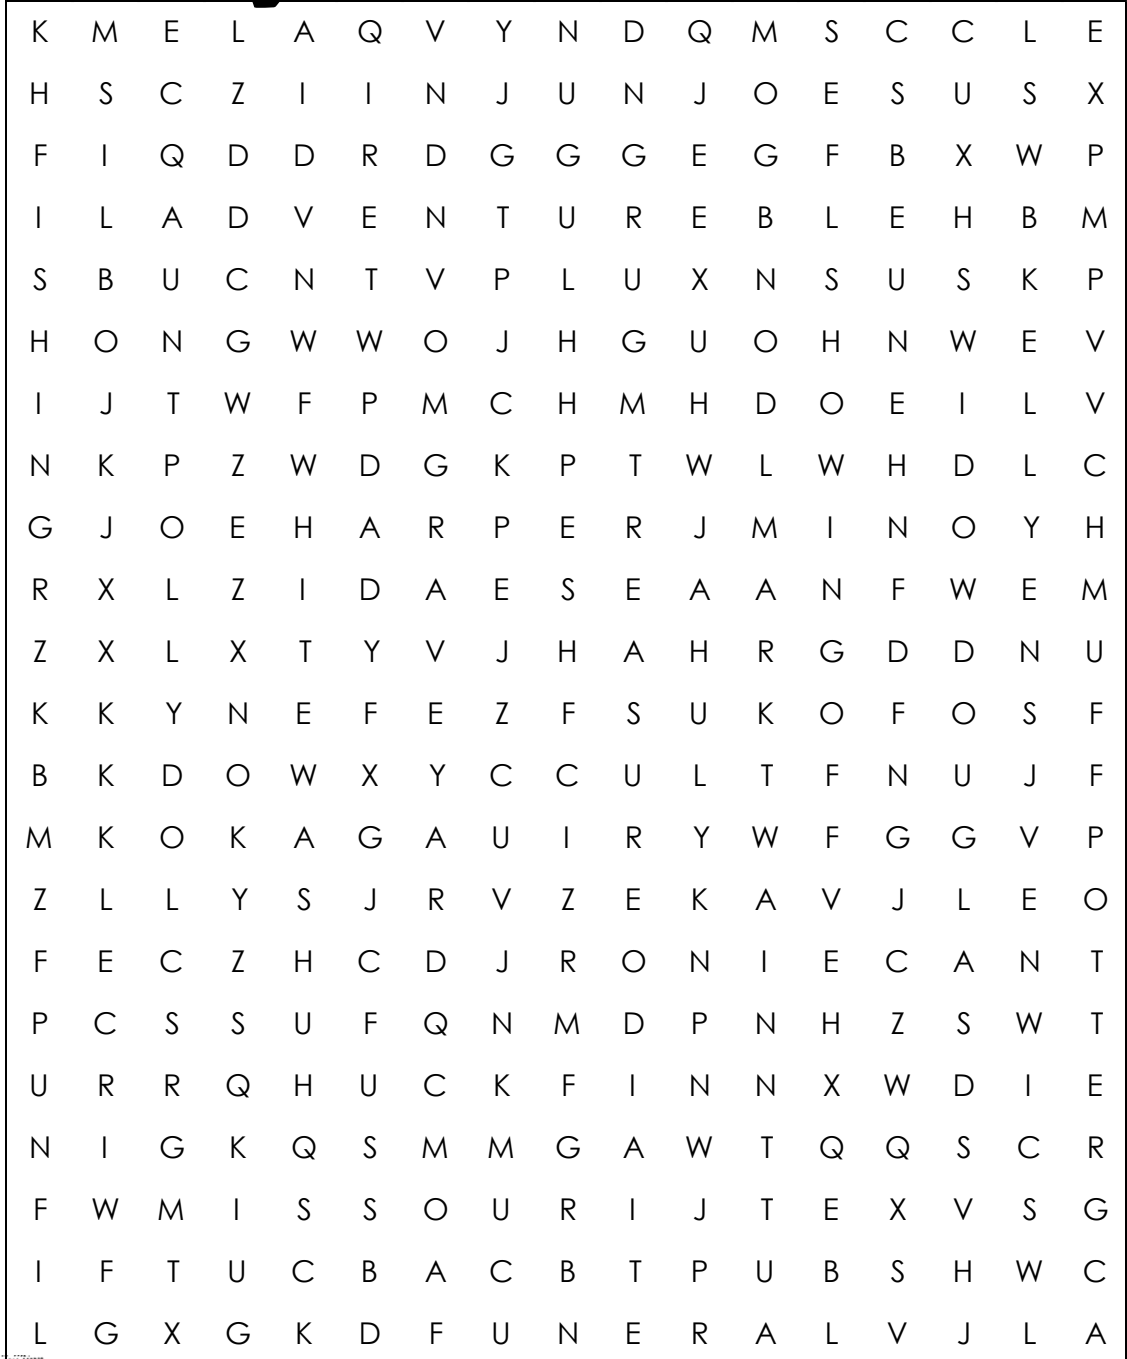 K M E L A Q V Y N D Q M S C C L E
H S C Z I I N J U N J O E S U S X
F I Q D D R D G G G E G F B X W P
I L A D V E N T U R E B L E H B M
S B U C N T V P L U X N S U S K P
H O N G W W O J H G U O H N W E V
I J T W F P M C H M H D O E I L V
N K P Z W D G K P T W L W H D L C
G J O E H A R P E R J M I N O Y H
R X L Z I D A E S E A A N F W E M
Z X L X T Y V J H A H R G D D N U
K K Y N E F E Z F S U K O F O S F
B K D O W X Y C C U L T F N U J F
M K O K A G A U I R Y W F G G V P
Z L L Y S J R V Z E K A V J L E O
F E C Z H C D J R O N I E C A N T
P C S S U F Q N M D P N H Z S W T
U R R Q H U C K F I N N X W D I E
N I G K Q S M M G A W T Q Q S C R
F W M I S S O U R I J T E X V S G
I F T U C B A C B T P U B S H W C
L G X G K D F U N E R A L V J L A